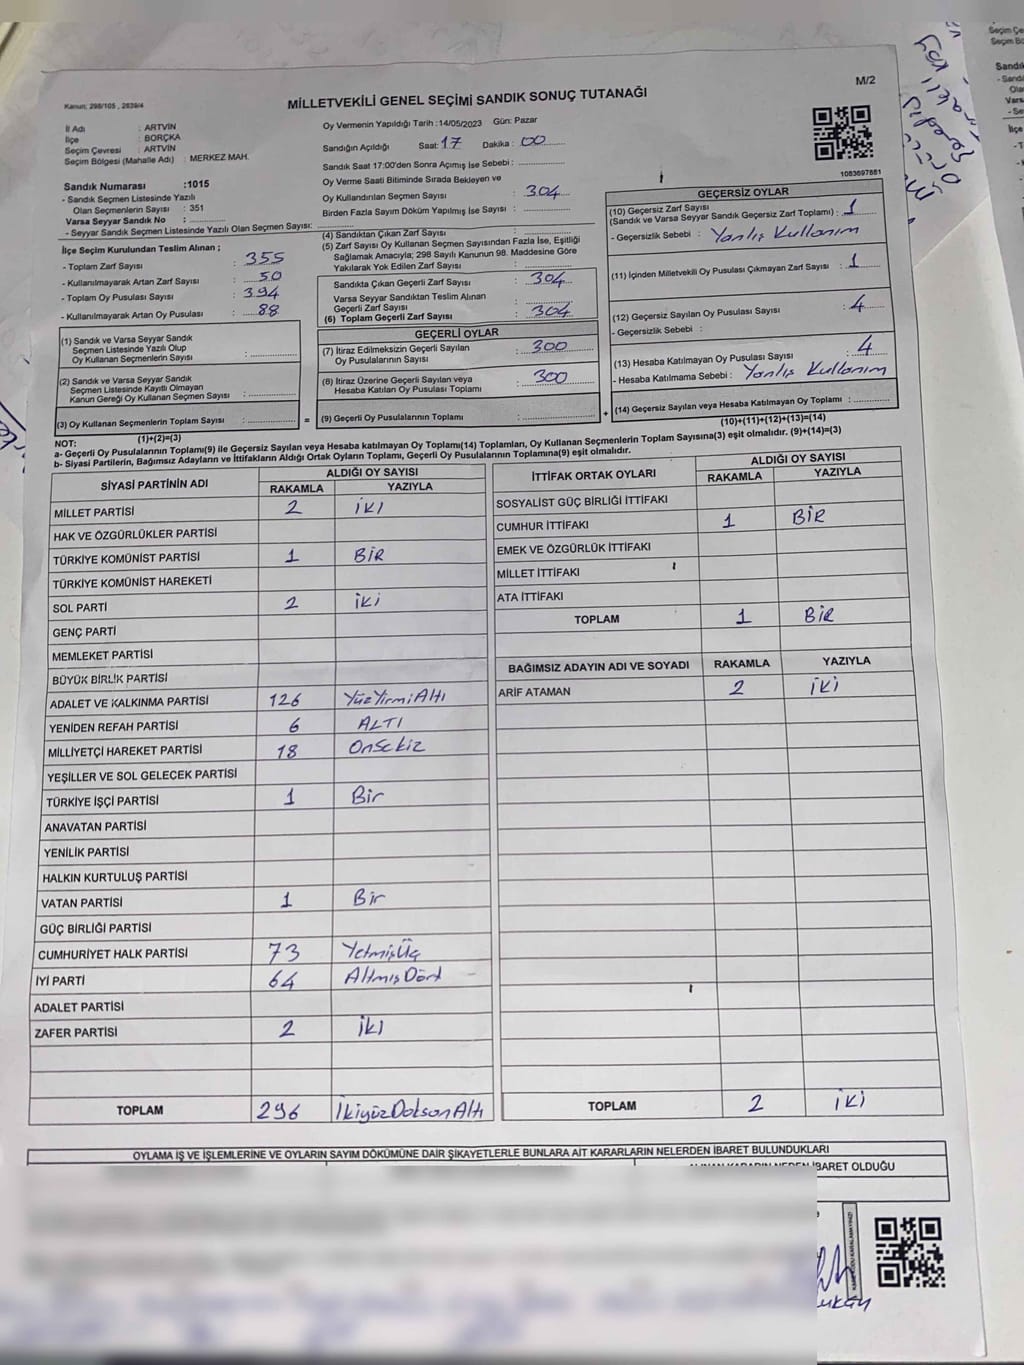 M/2
Kanun: 298/105 , 2839/4
MİLLETVEKİLİ GENEL SEÇİMİ SANDIK SONUÇ TUTANAĞI
İl Adı : ARTVİN
İlçe : BORÇKA
Seçim Çevresi : ARTVİN
Seçim Bölgesi (Mahalle Adı) : MERKEZ MAH.
Sandık Numarası :1015
- Sandık Seçmen Listesinde Yazılı
Olan Seçmenlerin Sayısı : 351
Varsa Seyyar Sandık No :
- Seyyar Sandık Seçmen Listesinde Yazılı Olan Seçmen Sayısı:
Oy Vermenin Yapıldığı Tarih :14/05/2023 Gün: Pazar
Sandığın Açıldığı Saat: 17 Dakika : 00
Sandık Saat 17:00'den Sonra Açımış İse Sebebi :
Oy Verme Saati Bitiminde Sırada Bekleyen ve
Oy Kullandırılan Seçmen Sayısı : 304
Birden Fazla Sayım Döküm Yapılmış İse Sayısı :
1083697881
İlçe Seçim Kurulundan Teslim Alınan ;
- Toplam Zarf Sayısı : 355
- Kullanılmayarak Artan Zarf Sayısı : 50
- Toplam Oy Pusulası Sayısı : 394
- Kullanılmayarak Artan Oy Pusulası : 88
(1) Sandık ve Varsa Seyyar Sandık
Seçmen Listesinde Yazılı Olup
Oy Kullanan Seçmenlerin Sayısı :
(2) Sandık ve Varsa Seyyar Sandık
Seçmen Listesinde Kayıtlı Olmayan
Kanun Gereği Oy Kullanan Seçmen Sayısı :
(3) Oy Kullanan Seçmenlerin Toplam Sayısı :
(1)+(2)=(3)
(4) Sandıktan Çıkan Zarf Sayısı :
(5) Zarf Sayısı Oy Kullanan Seçmen Sayısından Fazla İse, Eşitliği
Sağlamak Amacıyla; 298 Sayılı Kanunun 98. Maddesine Göre
Yakılarak Yok Edilen Zarf Sayısı :
Sandıkta Çıkan Geçerli Zarf Sayısı : 304
Varsa Seyyar Sandıktan Teslim Alınan
Geçerli Zarf Sayısı :
(6) Toplam Geçerli Zarf Sayısı : 304
GEÇERLİ OYLAR
(7) İtiraz Edilmeksizin Geçerli Sayılan
Oy Pusulalarının Sayısı : 300
(8) İtiraz Üzerine Geçerli Sayılan veya
Hesaba Katılan Oy Pusulası Toplamı : 300
= (9) Geçerli Oy Pusulalarının Toplamı : +
GEÇERSİZ OYLAR
(10) Geçersiz Zarf Sayısı
(Sandık ve Varsa Seyyar Sandık Geçersiz Zarf Toplamı) : 1
- Geçersizlik Sebebi : Yanlış Kullanım
(11) İçinden Milletvekili Oy Pusulası Çıkmayan Zarf Sayısı : 1
(12) Geçersiz Sayılan Oy Pusulası Sayısı : 4
- Geçersizlik Sebebi :
(13) Hesaba Katılmayan Oy Pusulası Sayısı : 4
- Hesaba Katılmama Sebebi : Yanlış Kullanım
(14) Geçersiz Sayılan veya Hesaba Katılmayan Oy Toplamı :
(10)+(11)+(12)+(13)=(14)
NOT:
a- Geçerli Oy Pusulalarının Toplamı(9) ile Geçersiz Sayılan veya Hesaba katılmayan Oy Toplamı(14) Toplamları, Oy Kullanan Seçmenlerin Toplam Sayısına(3) eşit olmalıdır. (9)+(14)=(3)
b- Siyasi Partilerin, Bağımsız Adayların ve İttifakların Aldığı Ortak Oyların Toplamı, Geçerli Oy Pusulalarının Toplamına(9) eşit olmalıdır.
SİYASİ PARTİNİN ADI ALDIĞI OY SAYISI
RAKAMLA YAZIYLA
MİLLET PARTİSİ 2 İKİ
HAK VE ÖZGÜRLÜKLER PARTİSİ
TÜRKİYE KOMÜNİST PARTİSİ 1 BİR
TÜRKİYE KOMÜNİST HAREKETİ
SOL PARTİ 2 iki
GENÇ PARTİ
MEMLEKET PARTİSİ
BÜYÜK BİRLİK PARTİSİ
ADALET VE KALKINMA PARTİSİ 126 YüzYirmiAltı
YENİDEN REFAH PARTİSİ 6 ALTI
MİLLİYETÇİ HAREKET PARTİSİ 18 OnSekiz
YEŞİLLER VE SOL GELECEK PARTİSİ
TÜRKİYE İŞÇİ PARTİSİ 1 Bir
ANAVATAN PARTİSİ
YENİLİK PARTİSİ
HALKIN KURTULUŞ PARTİSİ
VATAN PARTİSİ 1 Bir
GÜÇ BİRLİĞİ PARTİSİ
CUMHURİYET HALK PARTİSİ 73 YetmişÜç
İYİ PARTİ 64 AltmışDört
ADALET PARTİSİ
ZAFER PARTİSİ 2 İki
TOPLAM 296 İkiyüzDoksanAltı
İTTİFAK ORTAK OYLARI ALDIĞI OY SAYISI
RAKAMLA YAZIYLA
SOSYALİST GÜÇ BİRLİĞİ İTTİFAKI
CUMHUR İTTİFAKI 1 BİR
EMEK VE ÖZGÜRLÜK İTTİFAKI
MİLLET İTTİFAKI
ATA İTTİFAKI
TOPLAM 1 BİR
BAĞIMSIZ ADAYIN ADI VE SOYADI RAKAMLA YAZIYLA
ARİF ATAMAN 2 iki
TOPLAM 2 iki
OYLAMA İŞ VE İŞLEMLERİNE VE OYLARIN SAYIM DÖKÜMÜNE DAİR ŞİKAYETLERLE BUNLARA AİT KARARLARIN NELERDEN İBARET BULUNDUKLARI
İBARET OLDUĞU